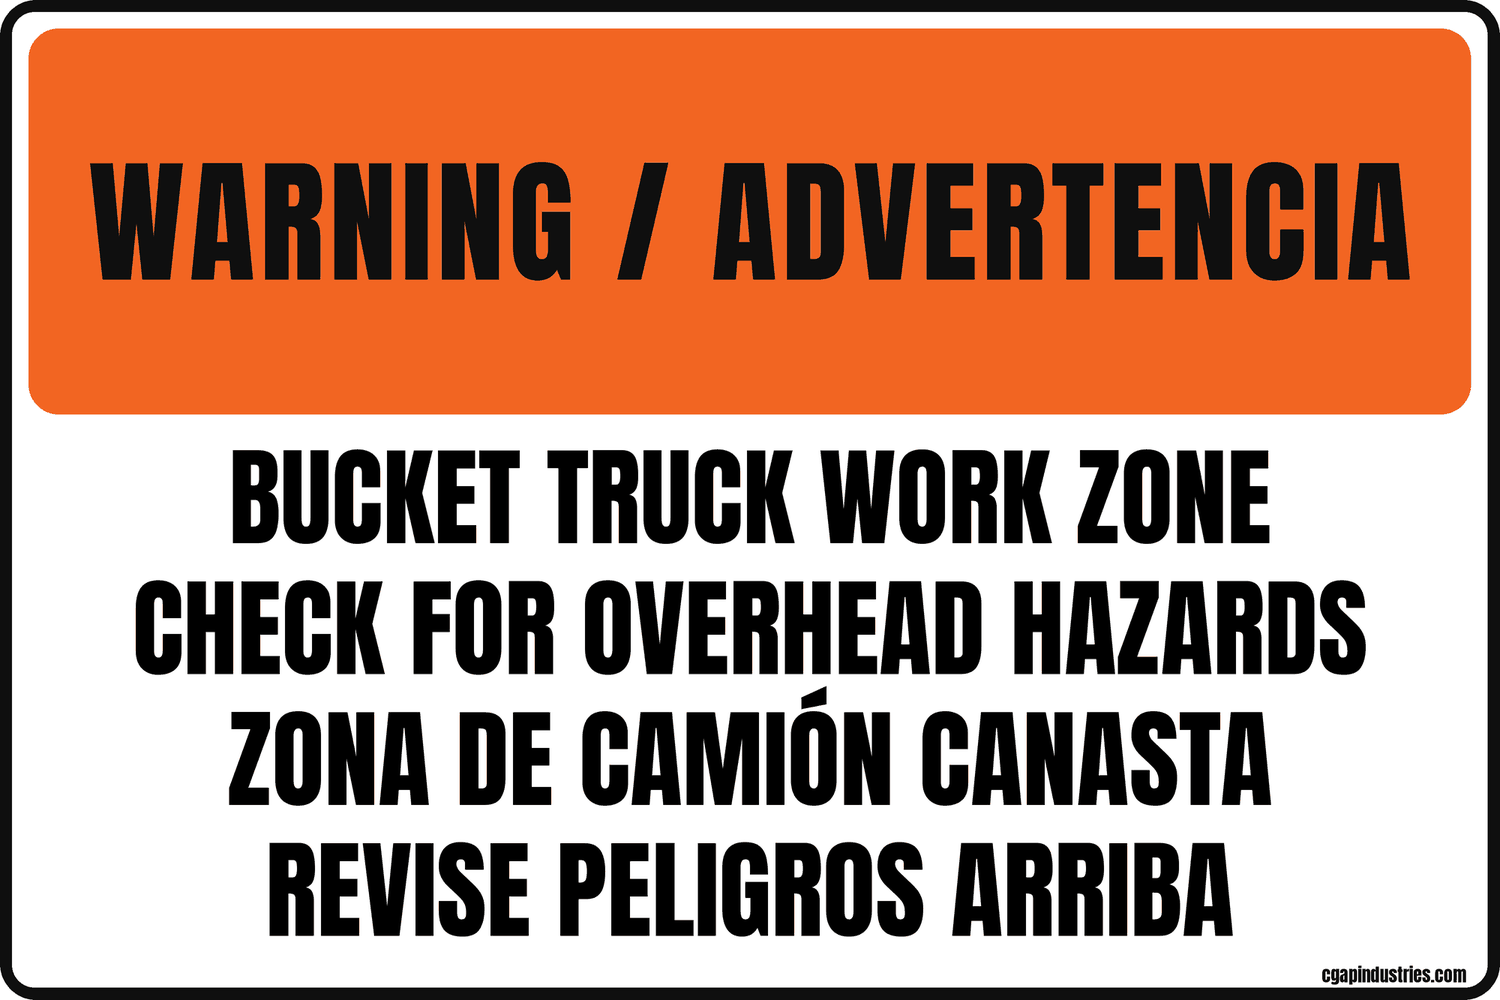 WARNING / ADVERTENCIA
BUCKET TRUCK WORK ZONE
CHECK FOR OVERHEAD HAZARDS
ZONA DE CAMIÓN CANASTA
REVISE PELIGROS ARRIBA
cgapindustries.com